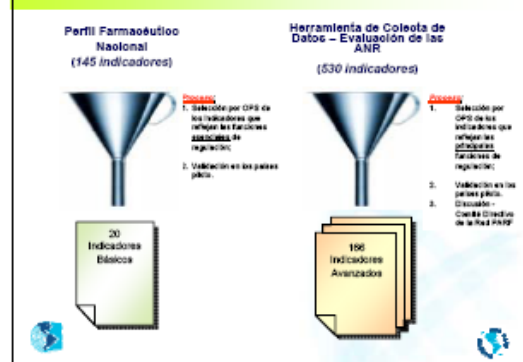 Perfil Farmacéutico
Nacional
(145 indicadores)
Proceso:
1. Selección por OPS de
los indicadores que
reflejan las funciones
esenciales de
regulación;
2. Validación en los países
piloto.
20
Indicadores
Básicos
Herramienta de Colecta de
Datos – Evaluación de las
ANR
(530 indicadores)
Proceso:
1. Selección por
OPS de los
indicadores que
reflejan las
principales
funciones de
regulación;
2. Validación en los
países piloto.
3. Discusión -
Comité Directivo
de la Red PARF
166
Indicadores
Avanzados